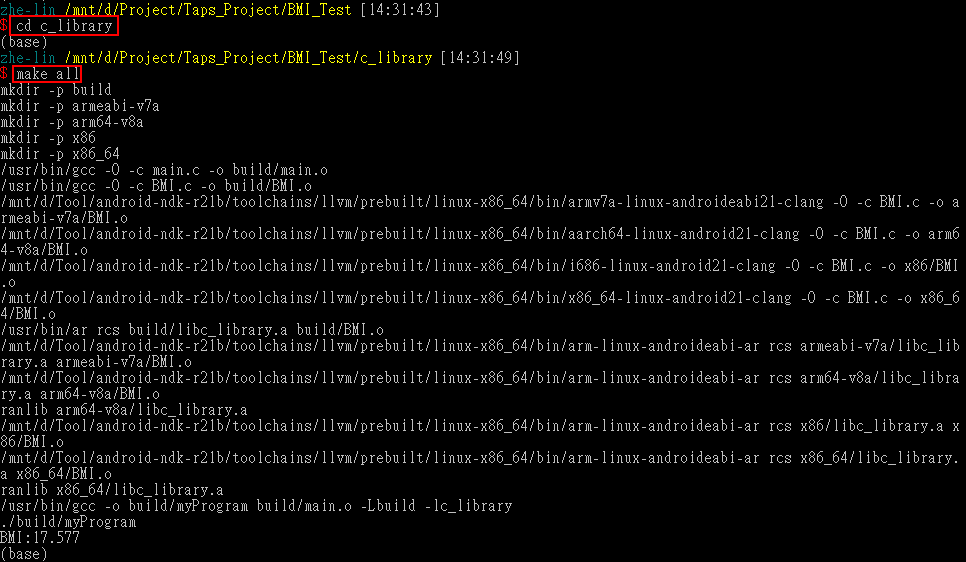 zhe-lin /mnt/d/Project/Taps_Project/BMI_Test [14:31:43]
$ cd c_library
(base)
zhe-lin /mnt/d/Project/Taps_Project/BMI_Test/c_library [14:31:49]
$ make all
mkdir -p build
mkdir -p armeabi-v7a
mkdir -p arm64-v8a
mkdir -p x86
mkdir -p x86_64
/usr/bin/gcc -O -c main.c -o build/main.o
/usr/bin/gcc -O -c BMI.c -o build/BMI.o
/mnt/d/Tool/android-ndk-r21b/toolchains/llvm/prebuilt/linux-x86_64/bin/armv7a-linux-androideabi21-clang -O -c BMI.c -o a
rmeabi-v7a/BMI.o
/mnt/d/Tool/android-ndk-r21b/toolchains/llvm/prebuilt/linux-x86_64/bin/aarch64-linux-android21-clang -O -c BMI.c -o arm6
4-v8a/BMI.o
/mnt/d/Tool/android-ndk-r21b/toolchains/llvm/prebuilt/linux-x86_64/bin/i686-linux-android21-clang -O -c BMI.c -o x86/BMI
.o
/mnt/d/Tool/android-ndk-r21b/toolchains/llvm/prebuilt/linux-x86_64/bin/x86_64-linux-android21-clang -O -c BMI.c -o x86_6
4/BMI.o
/usr/bin/ar rcs build/libc_library.a build/BMI.o
/mnt/d/Tool/android-ndk-r21b/toolchains/llvm/prebuilt/linux-x86_64/bin/arm-linux-androideabi-ar rcs armeabi-v7a/libc_lib
rary.a armeabi-v7a/BMI.o
/mnt/d/Tool/android-ndk-r21b/toolchains/llvm/prebuilt/linux-x86_64/bin/arm-linux-androideabi-ar rcs arm64-v8a/libc_libra
ry.a arm64-v8a/BMI.o
ranlib arm64-v8a/libc_library.a
/mnt/d/Tool/android-ndk-r21b/toolchains/llvm/prebuilt/linux-x86_64/bin/arm-linux-androideabi-ar rcs x86/libc_library.a x
86/BMI.o
/mnt/d/Tool/android-ndk-r21b/toolchains/llvm/prebuilt/linux-x86_64/bin/arm-linux-androideabi-ar rcs x86_64/libc_library.
a x86_64/BMI.o
ranlib x86_64/libc_library.a
/usr/bin/gcc -o build/myProgram build/main.o -Lbuild -lc_library
./build/myProgram
BMI:17.577
(base)